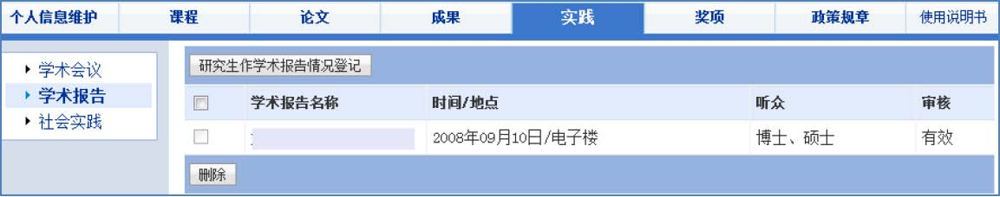 个人信息维护 课程 论文 成果 实践 奖项 政策规章 使用说明书
学术会议
学术报告
社会实践
研究生作学术报告情况登记
学术报告名称 时间/地点 听众 审核
2008年09月10日/电子楼 博士、硕士 有效
删除